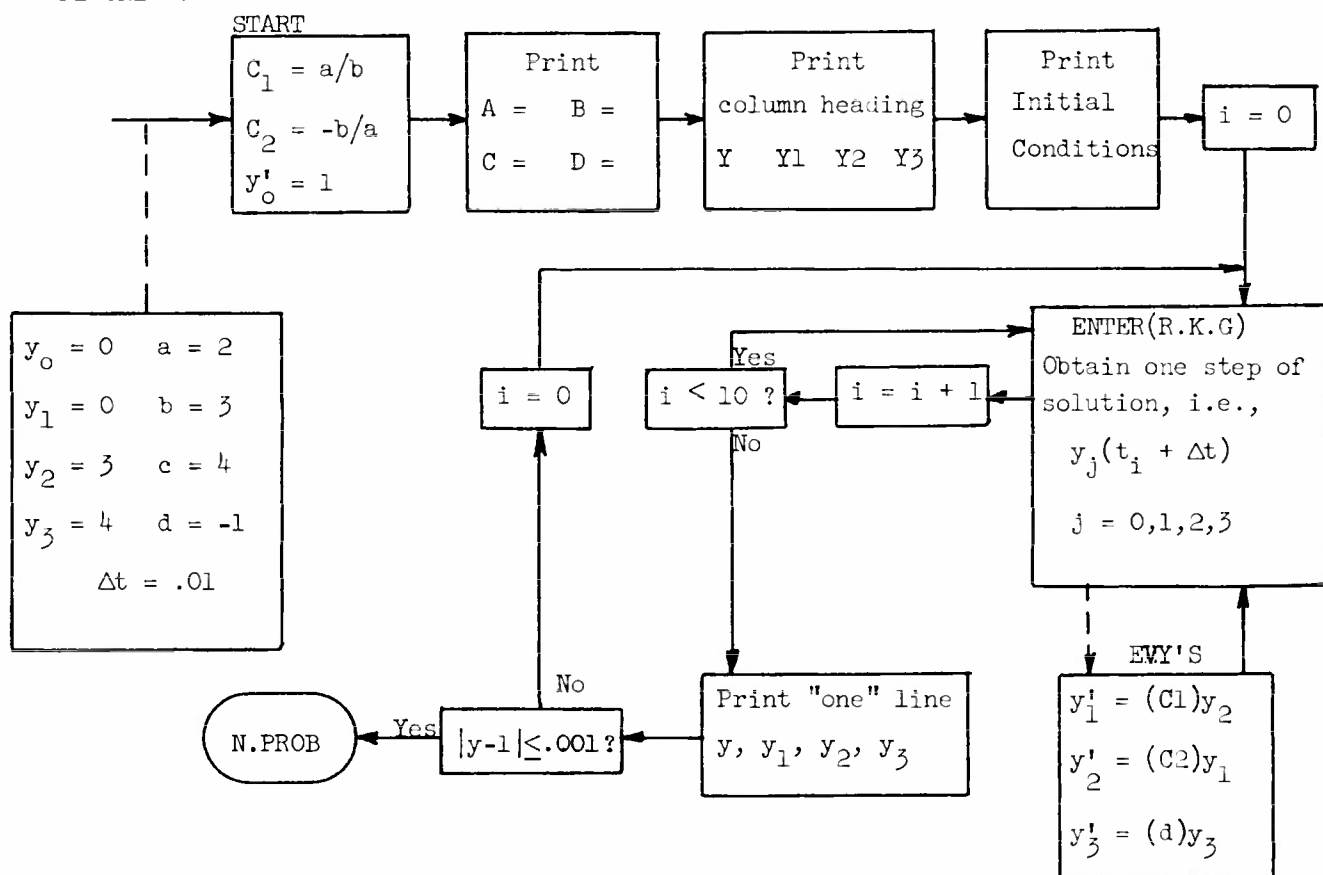 START
C₁ = a/b
C₂ = -b/a
y'ₒ = 1
Print
A = B =
C = D =
Print
column heading
Y Y1 Y2 Y3
Print
Initial
Conditions
i = 0
yₒ = 0 a = 2
y₁ = 0 b = 3
y₂ = 3 c = 4
y₃ = 4 d = -1
Δt = .01
i = 0
Yes
i < 10 ?
No
i = i + 1
ENTER(R.K.G)
Obtain one step of
solution, i.e.,
yⱼ(tᵢ + Δt)
j = 0,1,2,3
EVY'S
y'₁ = (C1)y₂
y'₂ = (C2)y₁
y'₃ = (d)y₃
Print "one" line
y, y₁, y₂, y₃
No
|y-1|≤.001?
Yes
N.PROB